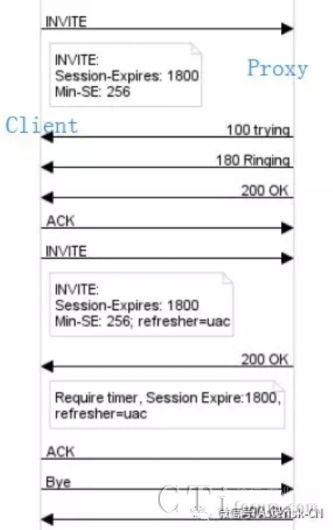 INVITE
INVITE:
Session-Expires: 1800
Min-SE: 256
Proxy
Client
100 trying
180 Ringing
200 OK
ACK
INVITE
INVITE:
Session-Expires: 1800
Min-SE: 256; refresher=uac
200 OK
Require timer, Session Expire:1800,
refresher=uac
ACK
Bye